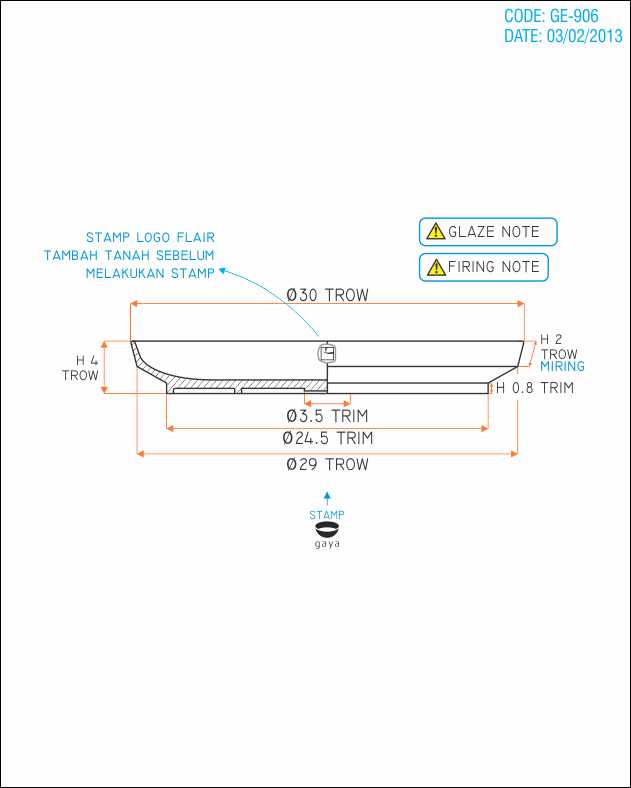 CODE: GE-906
DATE: 03/02/2013
STAMP LOGO FLAIR
TAMBAH TANAH SEBELUM
MELAKUKAN STAMP
GLAZE NOTE
FIRING NOTE
Ø30 TROW
H 4
TROW
H 2
TROW
MIRING
H 0.8 TRIM
Ø3.5 TRIM
Ø24.5 TRIM
Ø29 TROW
STAMP
gaya